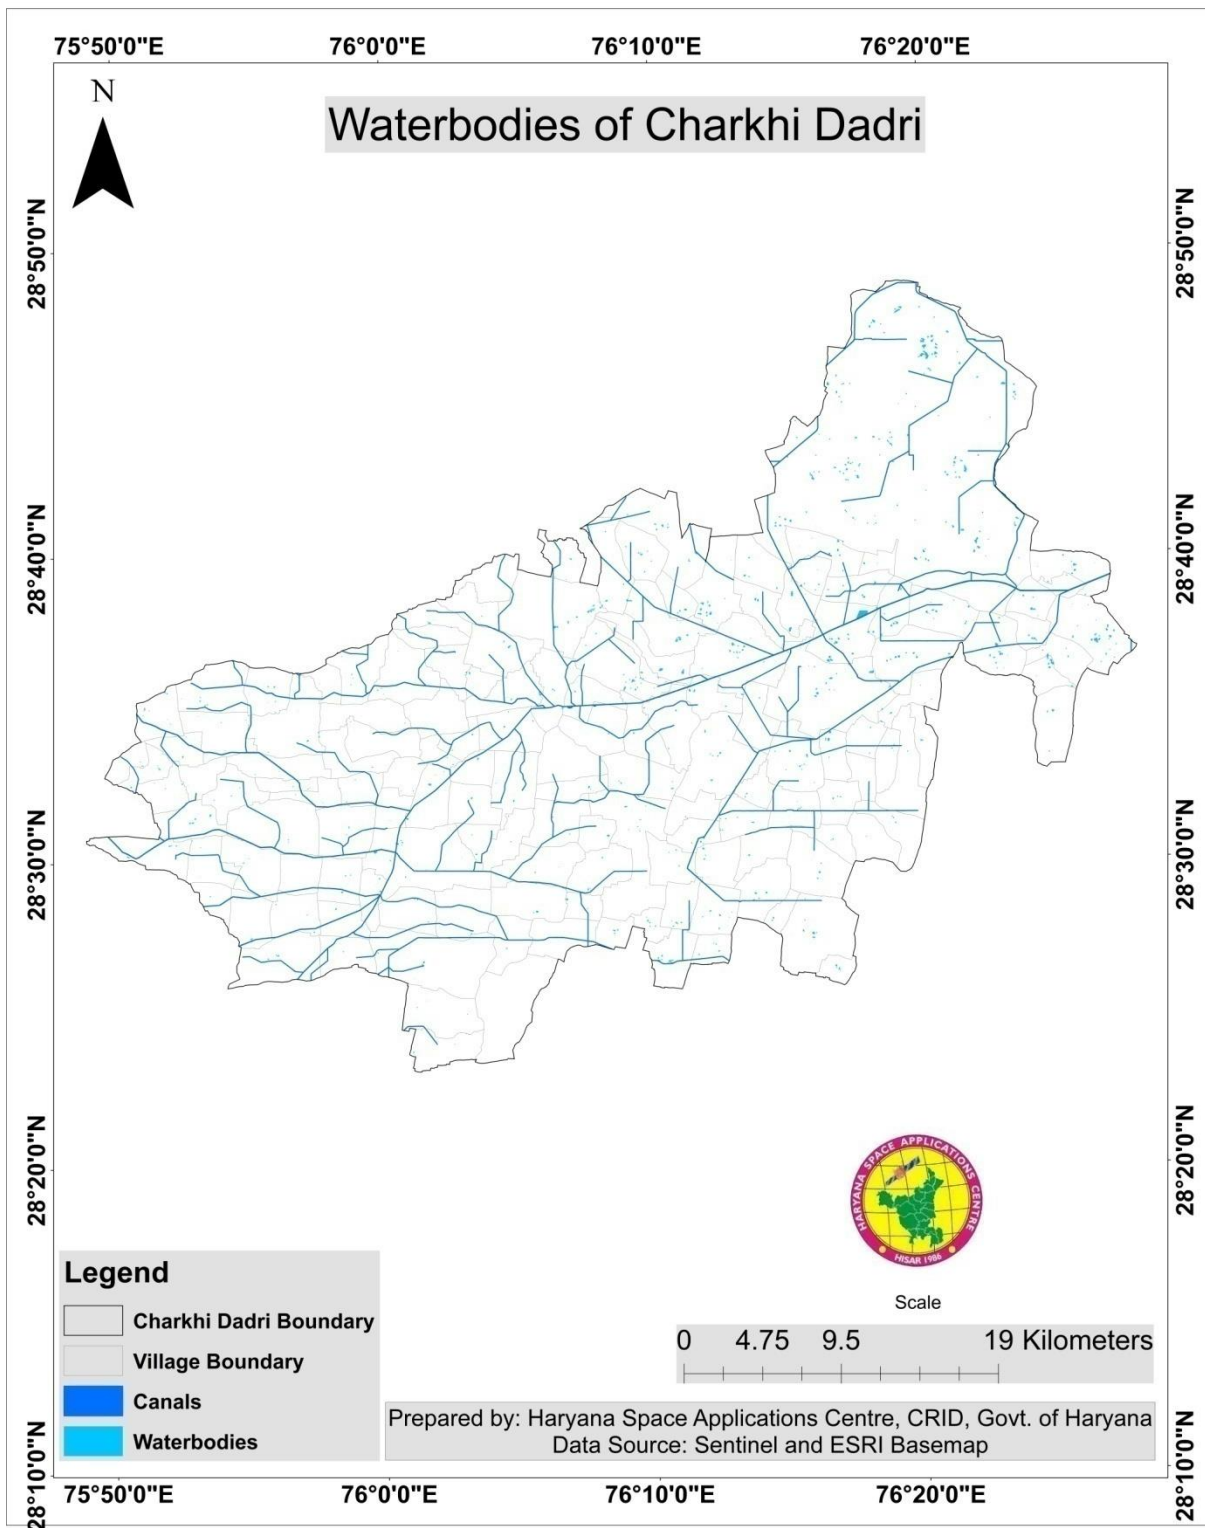 75°50'0"E 76°0'0"E 76°10'0"E 76°20'0"E
N
Waterbodies of Charkhi Dadri
28°50'0"N
28°50'0"N
28°40'0"N
28°40'0"N
28°30'0"N
28°30'0"N
28°20'0"N
28°20'0"N
HARYANA SPACE APPLICATIONS CENTRE
HISAR 1986
Legend
Charkhi Dadri Boundary
Village Boundary
Canals
Waterbodies
Scale
0 4.75 9.5 19 Kilometers
Prepared by: Haryana Space Applications Centre, CRID, Govt. of Haryana
Data Source: Sentinel and ESRI Basemap
28°10'0"N
28°10'0"N
75°50'0"E 76°0'0"E 76°10'0"E 76°20'0"E